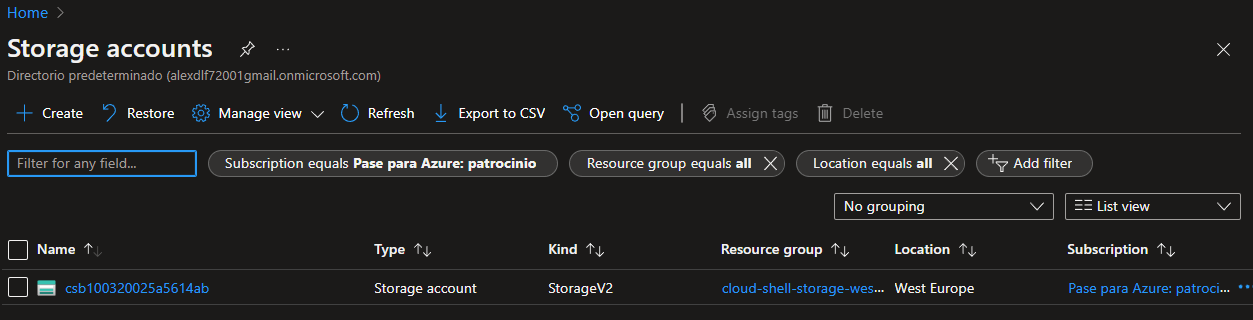 Home >
Storage accounts ...
Directorio predeterminado (alexdlf72001gmail.onmicrosoft.com)
Create Restore Manage view Refresh Export to CSV Open query Assign tags Delete
Filter for any field... Subscription equals Pase para Azure: patrocinio Resource group equals all Location equals all Add filter
No grouping List view
Name Type Kind Resource group Location Subscription
csb100320025a5614ab Storage account StorageV2 cloud-shell-storage-wes... West Europe Pase para Azure: patroci... ...